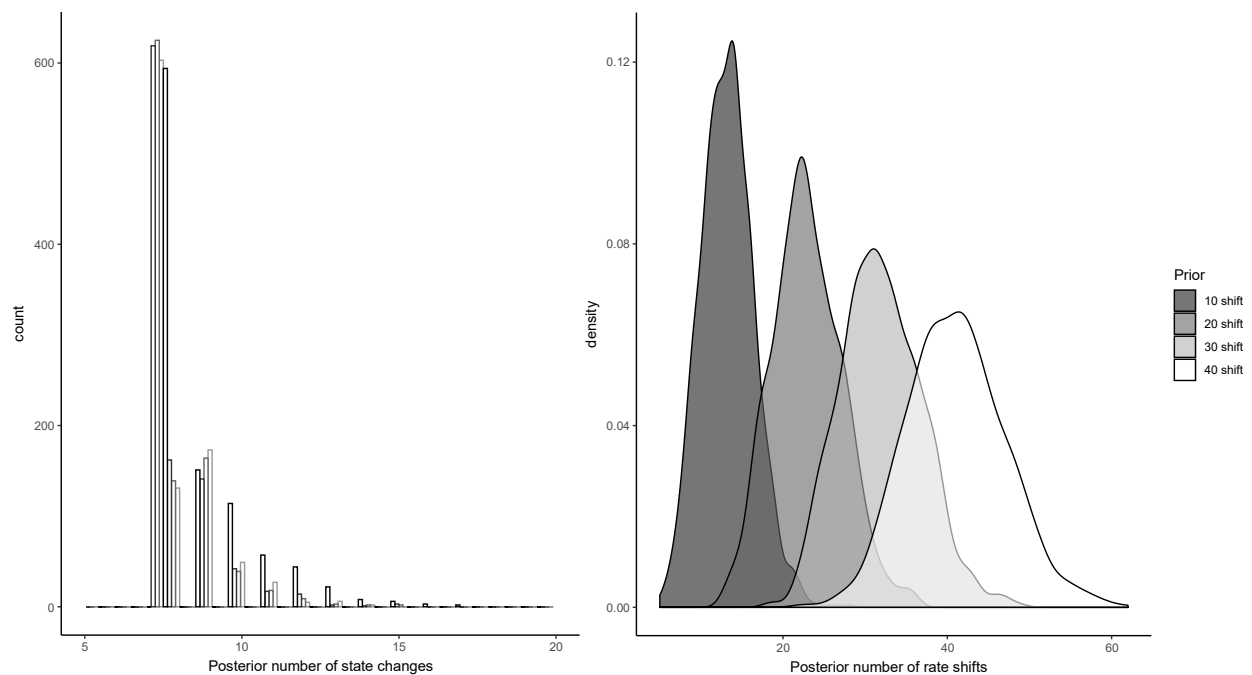 count
600
400
200
0
5
10
15
20
Posterior number of state changes
density
0.12
0.08
0.04
0.00
20
40
60
Posterior number of rate shifts
Prior
10 shift
20 shift
30 shift
40 shift